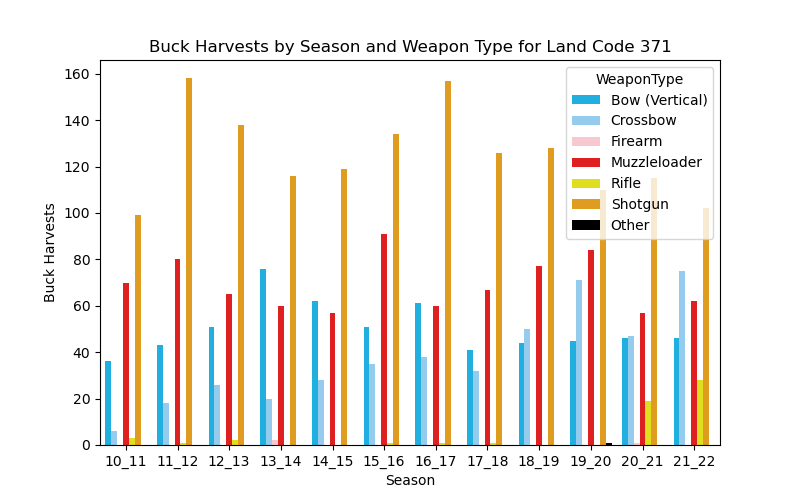 Buck Harvests by Season and Weapon Type for Land Code 371
WeaponType
Bow (Vertical)
Crossbow
Firearm
Muzzleloader
Rifle
Shotgun
Other
Buck Harvests
160
140
120
100
80
60
40
20
0
10_11 11_12 12_13 13_14 14_15 15_16 16_17 17_18 18_19 19_20 20_21 21_22
Season